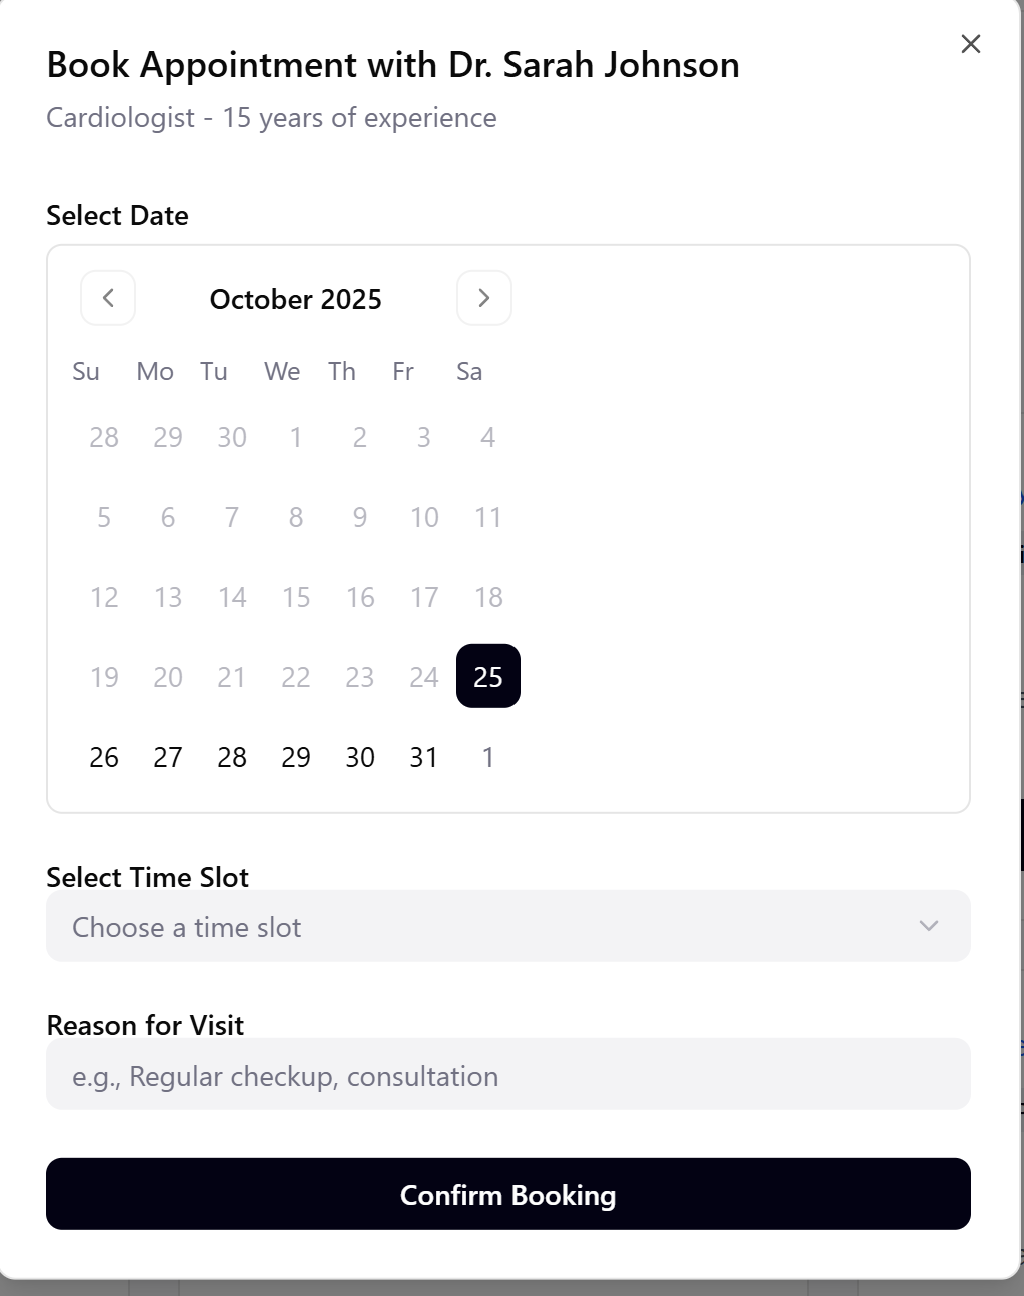 Book Appointment with Dr. Sarah Johnson
Cardiologist - 15 years of experience
Select Date
October 2025
Su Mo Tu We Th Fr Sa
28 29 30 1 2 3 4
5 6 7 8 9 10 11
12 13 14 15 16 17 18
19 20 21 22 23 24 25
26 27 28 29 30 31 1
Select Time Slot
Choose a time slot
Reason for Visit
e.g., Regular checkup, consultation
Confirm Booking